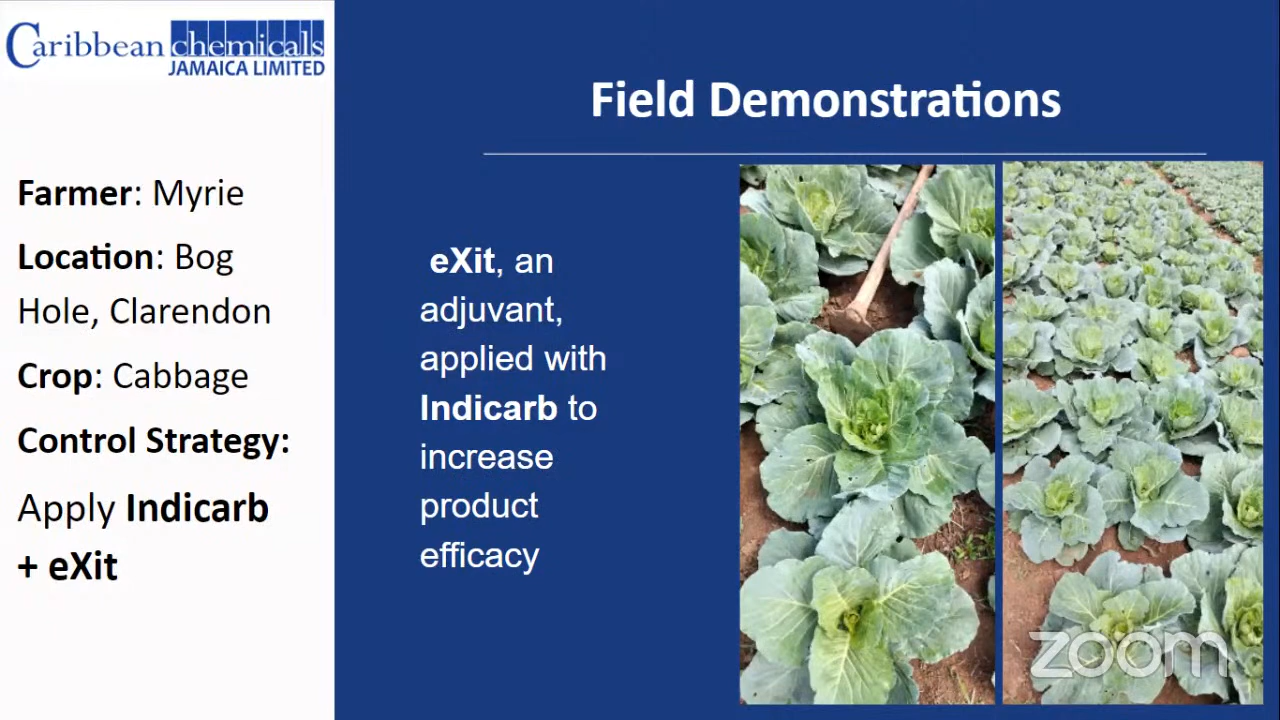 Caribbean chemicals
JAMAICA LIMITED
Farmer: Myrie
Location: Bog
Hole, Clarendon
Crop: Cabbage
Control Strategy:
Apply Indicarb
+ eXit
Field Demonstrations
eXit, an
adjuvant,
applied with
Indicarb to
increase
product
efficacy
zoom